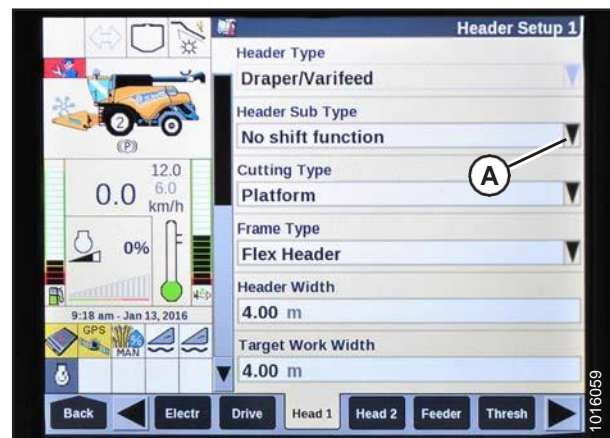 Header Setup 1
Header Type
Draper/Varifeed
Header Sub Type
No shift function
A
Cutting Type
Platform
Frame Type
Flex Header
Header Width
4.00 m
Target Work Width
4.00 m
2
(P)
12.0
0.0 6.0
km/h
0%
9:18 am - Jan 13, 2016
GPS
MAN
Back Electr Drive Head 1 Head 2 Feeder Thresh
1016059